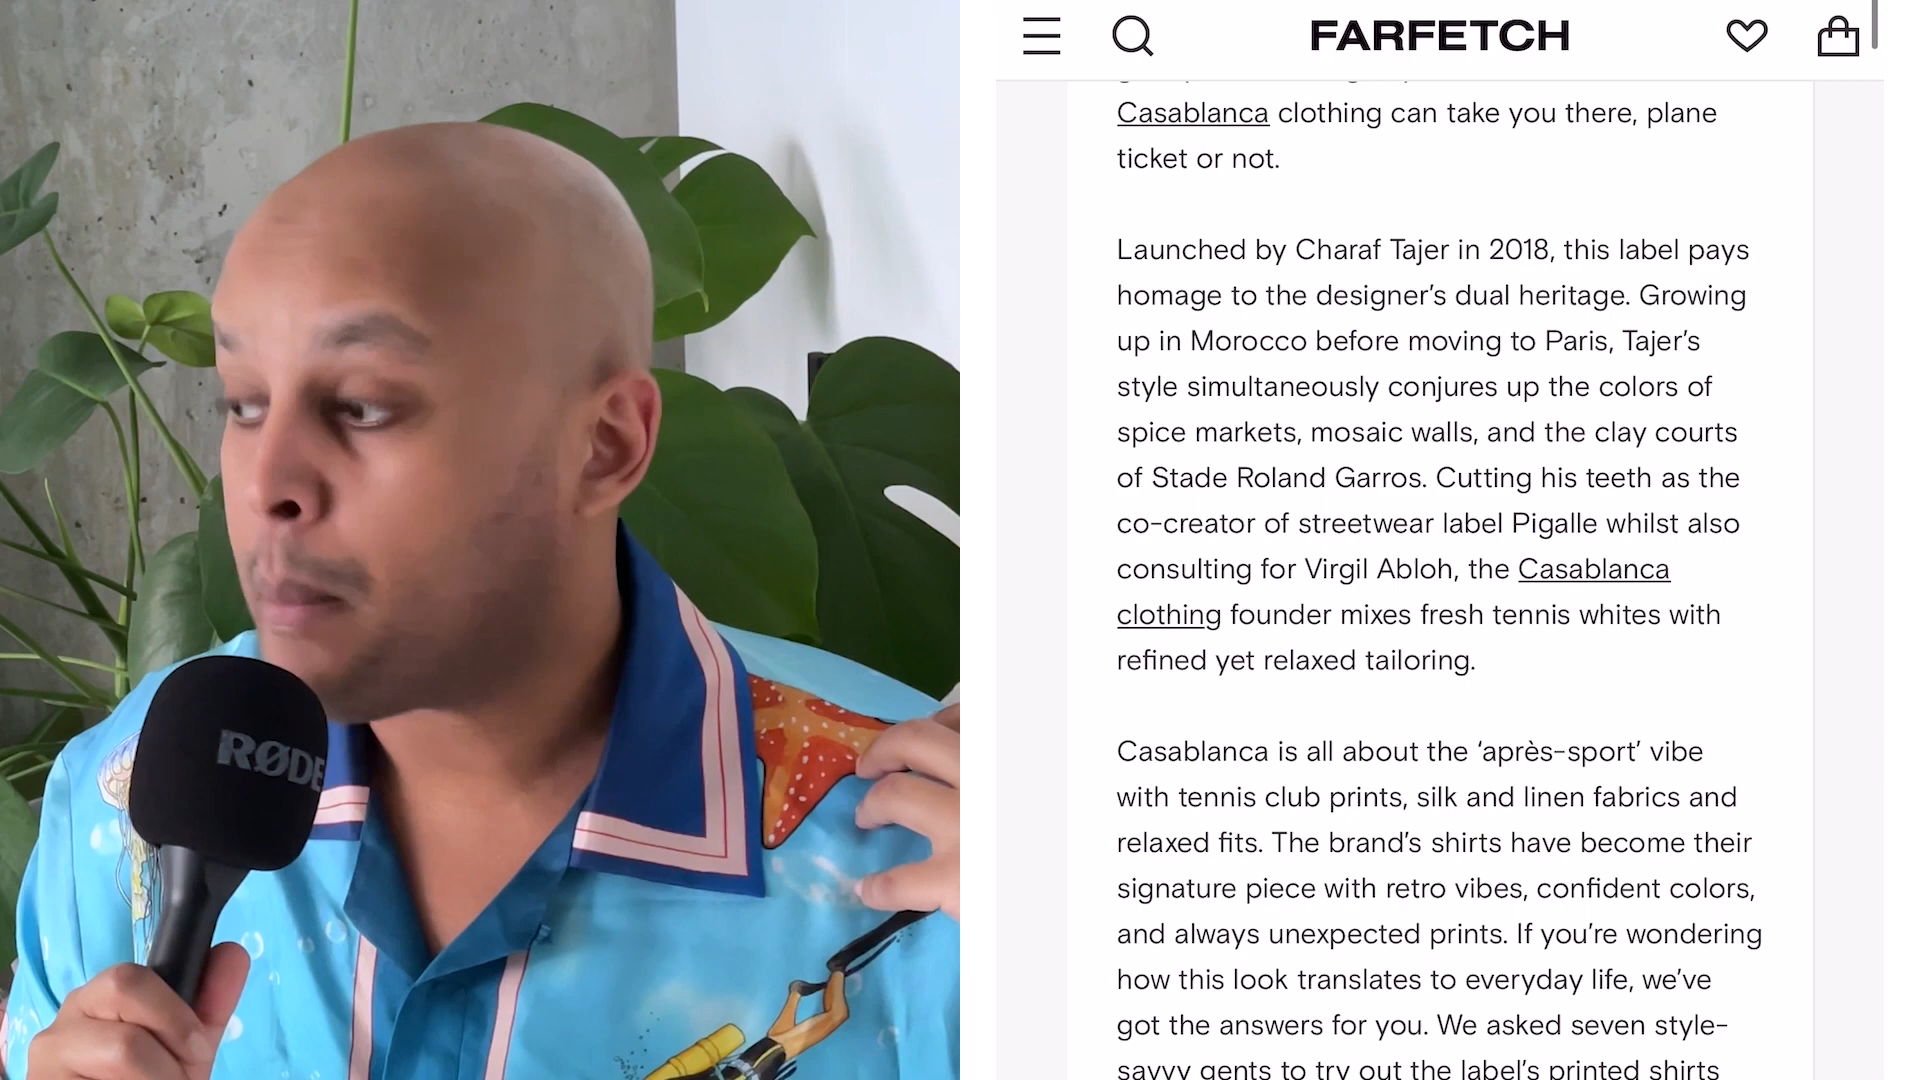 RØDE
FARFETCH
Casablanca clothing can take you there, plane
ticket or not.
Launched by Charaf Tajer in 2018, this label pays
homage to the designer’s dual heritage. Growing
up in Morocco before moving to Paris, Tajer’s
style simultaneously conjures up the colors of
spice markets, mosaic walls, and the clay courts
of Stade Roland Garros. Cutting his teeth as the
co-creator of streetwear label Pigalle whilst also
consulting for Virgil Abloh, the Casablanca
clothing founder mixes fresh tennis whites with
refined yet relaxed tailoring.
Casablanca is all about the ‘après-sport’ vibe
with tennis club prints, silk and linen fabrics and
relaxed fits. The brand’s shirts have become their
signature piece with retro vibes, confident colors,
and always unexpected prints. If you’re wondering
how this look translates to everyday life, we’ve
got the answers for you. We asked seven style-
savvy gents to try out the label’s printed shirts